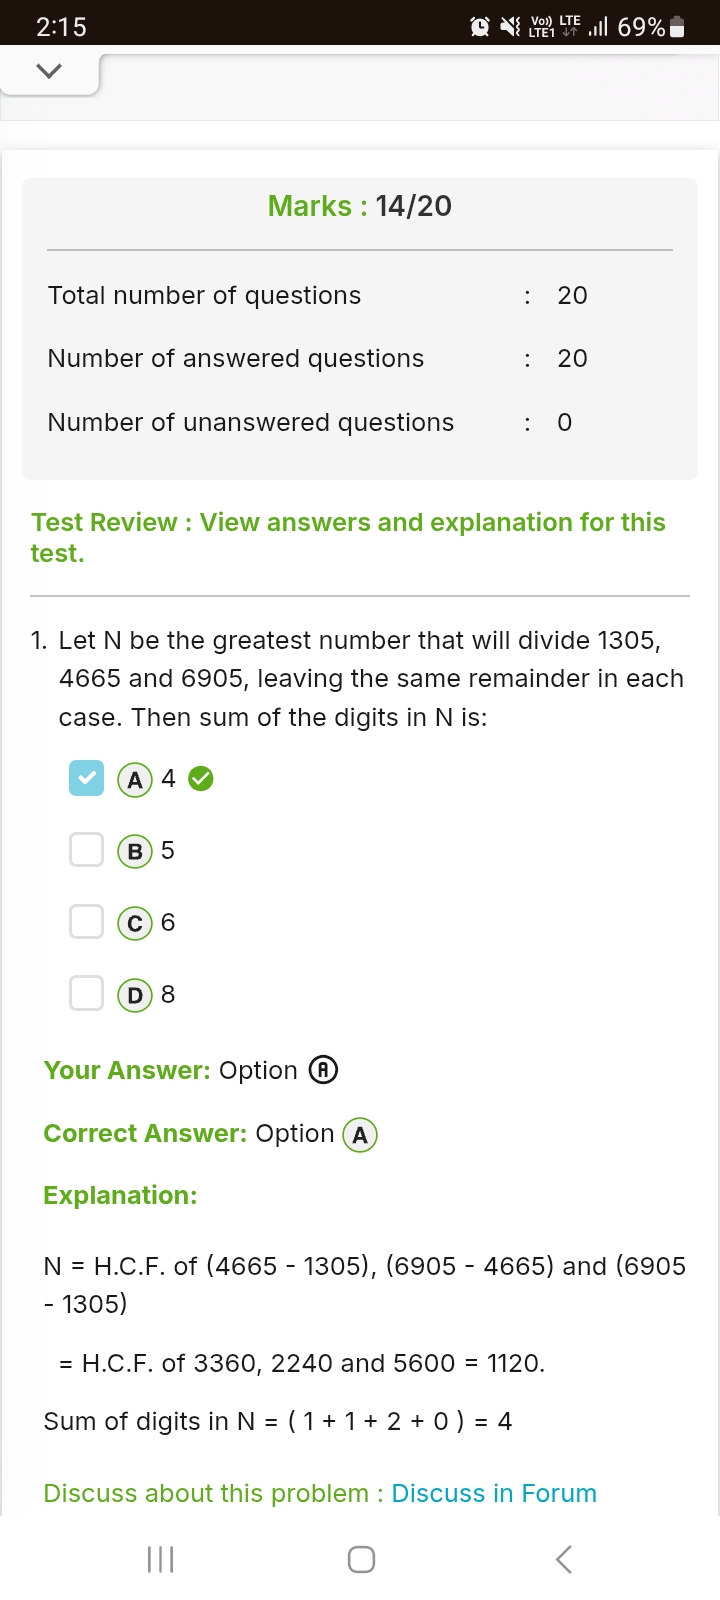 2:15 Vo)) LTE LTE1 69%
Marks : 14/20
Total number of questions : 20
Number of answered questions : 20
Number of unanswered questions : 0
Test Review : View answers and explanation for this
test.
1. Let N be the greatest number that will divide 1305,
4665 and 6905, leaving the same remainder in each
case. Then sum of the digits in N is:
A 4
B 5
C 6
D 8
Your Answer: Option A
Correct Answer: Option A
Explanation:
N = H.C.F. of (4665 - 1305), (6905 - 4665) and (6905
- 1305)
= H.C.F. of 3360, 2240 and 5600 = 1120.
Sum of digits in N = ( 1 + 1 + 2 + 0 ) = 4
Discuss about this problem : Discuss in Forum